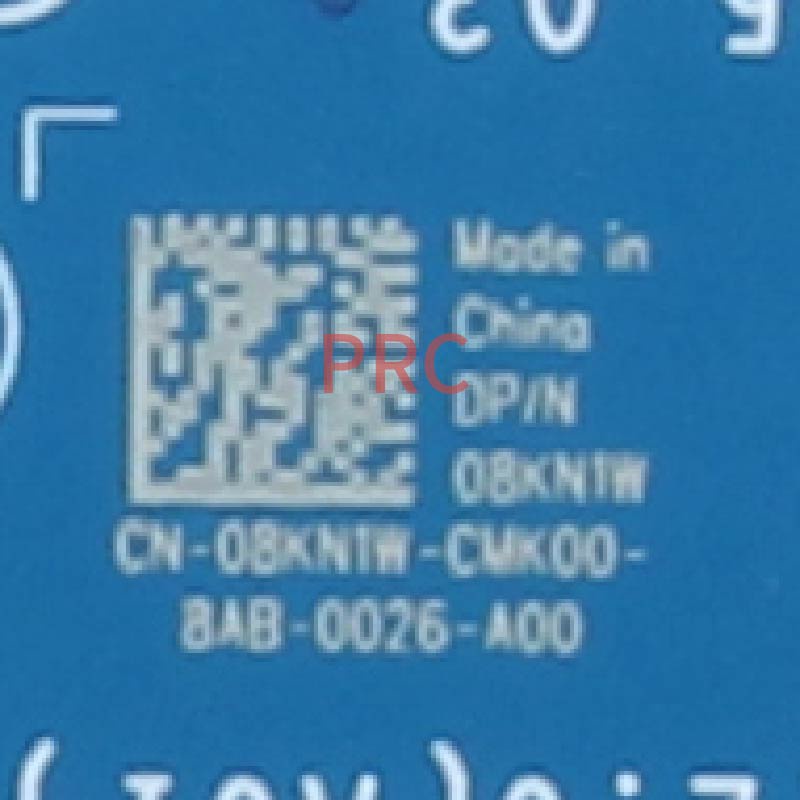 Made in
China
PRC
DP/N
08KN1W
CN-08KN1W-CMK00-
8AB-0026-A00